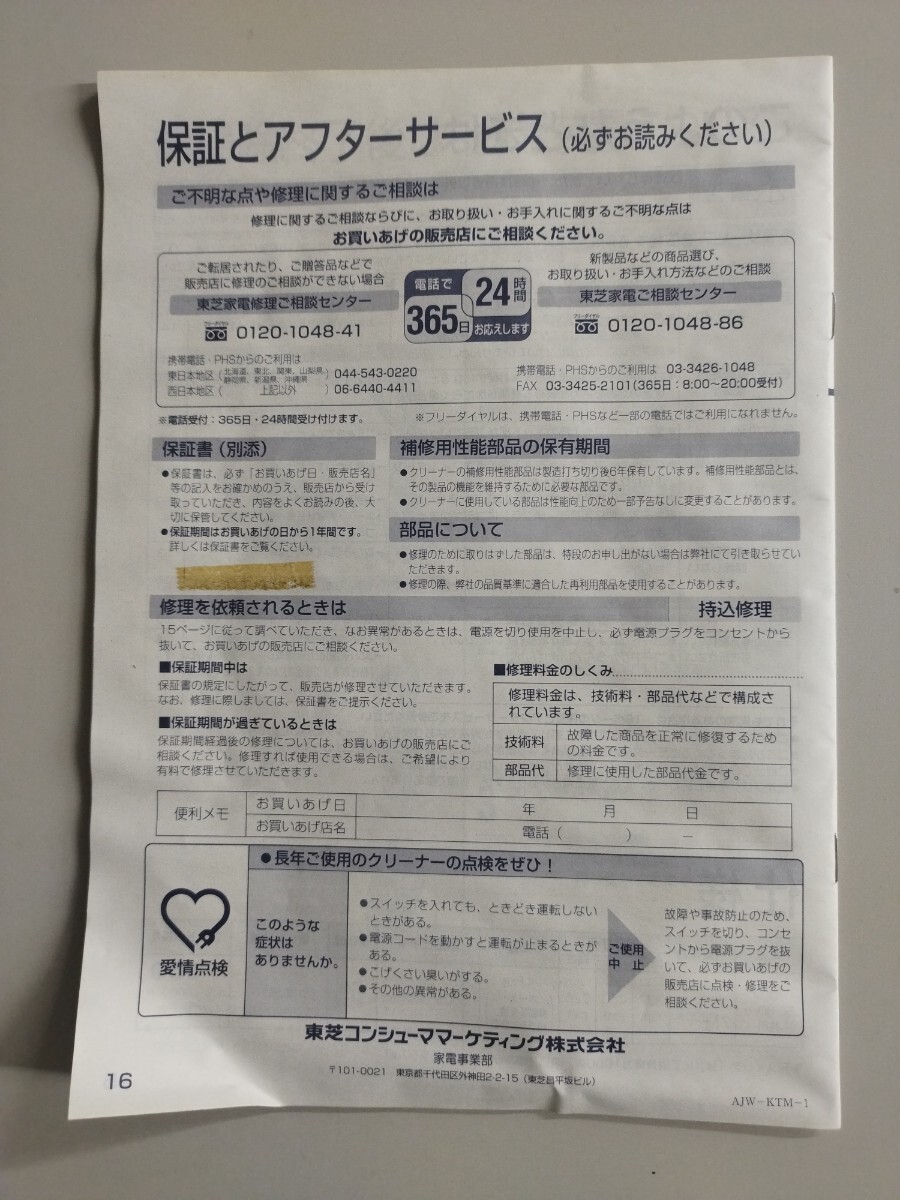 保証とアフターサービス（必ずお読みください）
ご不明な点や修理に関するご相談は
修理に関するご相談ならびに、お取り扱い・お手入れに関するご不明な点は
お買いあげの販売店にご相談ください。
ご転居されたり、ご贈答品などで
販売店に修理のご相談ができない場合
東芝家電修理ご相談センター
フリーダイヤル
0120-1048-41
携帯電話・PHSからのご利用は
東日本地区（北海道、東北、関東、山梨県、静岡県、新潟県、沖縄県）044-543-0220
西日本地区（上記以外）06-6440-4411
電話で
365日
24時間
お応えします
新製品などの商品選び、
お取り扱い・お手入れ方法などのご相談
東芝家電ご相談センター
フリーダイヤル
0120-1048-86
携帯電話・PHSからのご利用は 03-3426-1048
FAX 03-3425-2101（365日：8:00〜20:00受付）
※電話受付：365日・24時間受け付けます。
※フリーダイヤルは、携帯電話・PHSなど一部の電話ではご利用になれません。
保証書（別添）
●保証書は、必ず「お買いあげ日・販売店名」
等の記入をお確かめのうえ、販売店から受け
取っていただき、内容をよくお読みの後、大
切に保管してください。
●保証期間はお買いあげの日から1年間です。
詳しくは保証書をご覧ください。
補修用性能部品の保有期間
●クリーナーの補修用性能部品は製造打ち切り後6年保有しています。補修用性能部品とは、
その製品の機能を維持するために必要な部品です。
●クリーナーに使用している部品は性能向上のため一部予告なしに変更することがあります。
部品について
●修理のために取りはずした部品は、特段のお申し出がない場合は弊社にて引き取らせてい
ただきます。
●修理の際、弊社の品質基準に適合した再利用部品を使用することがあります。
修理を依頼されるときは
持込修理
15ページに従って調べていただき、なお異常があるときは、電源を切り使用を中止し、必ず電源プラグをコンセントから
抜いて、お買いあげの販売店にご相談ください。
■保証期間中は
保証書の規定にしたがって、販売店が修理させていただきます。
なお、修理に際しましては、保証書をご提示ください。
■保証期間が過ぎているときは
保証期間経過後の修理については、お買いあげの販売店にご
相談ください。修理すれば使用できる場合は、ご希望により
有料で修理させていただきます。
■修理料金のしくみ
修理料金は、技術料・部品代などで構成さ
れています。
技術料
故障した商品を正常に修復するため
の料金です。
部品代
修理に使用した部品代金です。
便利メモ
お買いあげ日
年 月 日
お買いあげ店名
電話（ ） −
●長年ご使用のクリーナーの点検をぜひ！
愛情点検
このような
症状は
ありませんか。
●スイッチを入れても、ときどき運転しない
ときがある。
●電源コードを動かすと運転が止まるときが
ある。
●こげくさい臭いがする。
●その他の異常がある。
ご使用
中 止
故障や事故防止のため、
スイッチを切り、コンセ
ントから電源プラグを抜
いて、必ずお買いあげの
販売店に点検・修理をご
相談ください。
東芝コンシューママーケティング株式会社
家電事業部
〒101-0021 東京都千代田区外神田2-2-15（東芝昌平坂ビル）
16
AJW−KTM−1